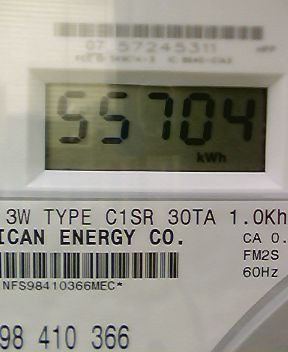 07 57245311
55704
kWh
3W TYPE C1SR 30TA 1.0Kh
ICAN ENERGY CO.
CA 0.
FM2S
60Hz
NFS98410366MEC*
98 410 366